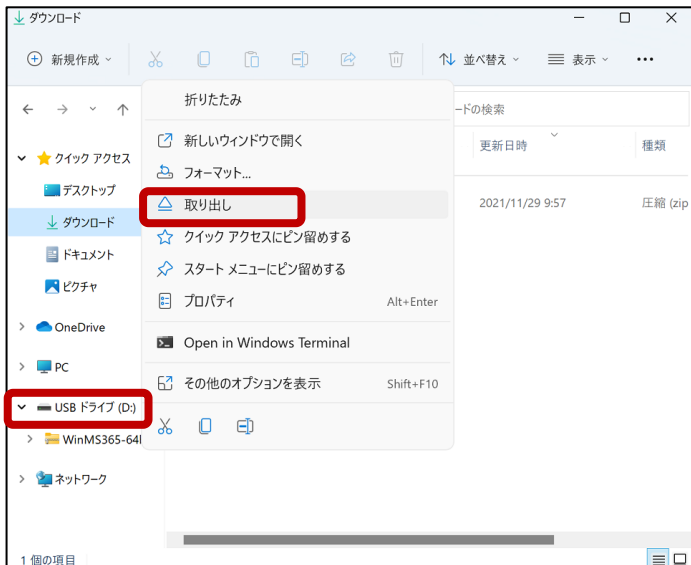 ダウンロード
新規作成
並べ替え
表示
折りたたみ
新しいウィンドウで開く
フォーマット...
取り出し
クイック アクセスにピン留めする
スタート メニューにピン留めする
プロパティ Alt+Enter
Open in Windows Terminal
その他のオプションを表示 Shift+F10
ードの検索
更新日時 種類
2021/11/29 9:57 圧縮 (zip
クイック アクセス
デスクトップ
ダウンロード
ドキュメント
ピクチャ
OneDrive
PC
USB ドライブ (D:)
WinMS365-64
ネットワーク
1 個の項目